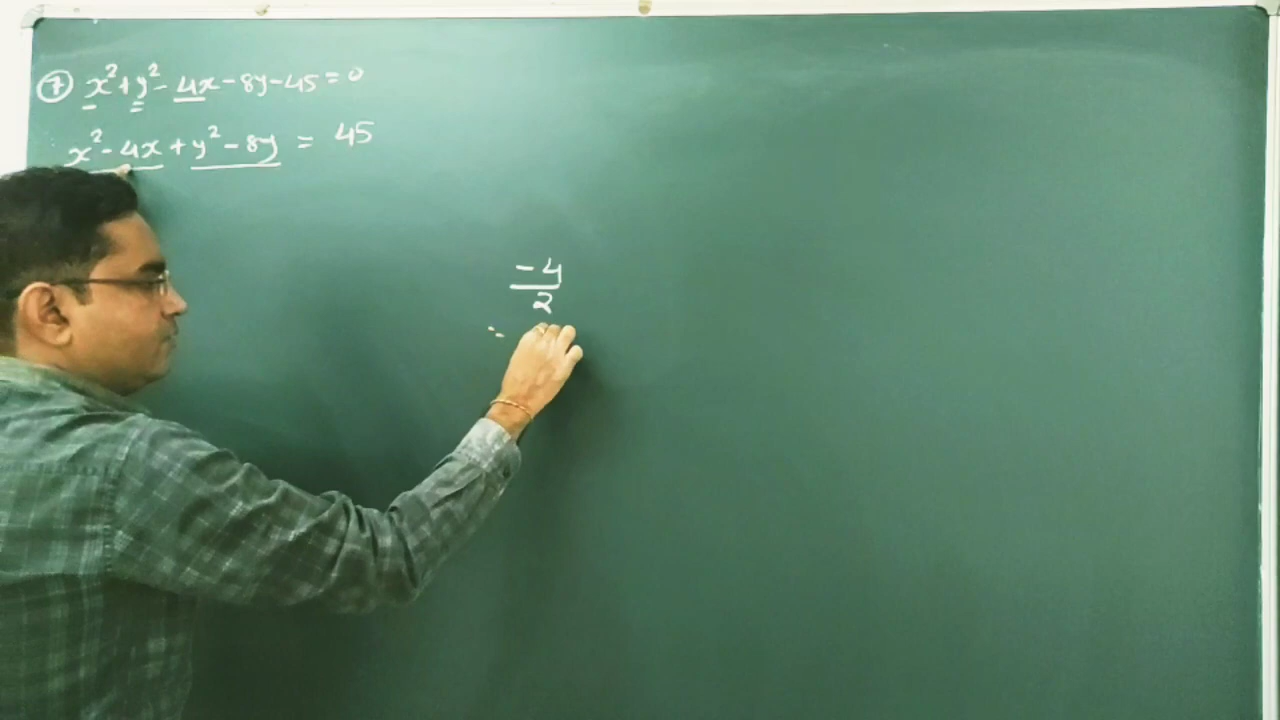 ⑦ x² + y² - 4x - 8y - 45 = 0
x² - 4x + y² - 8y = 45
-4
2